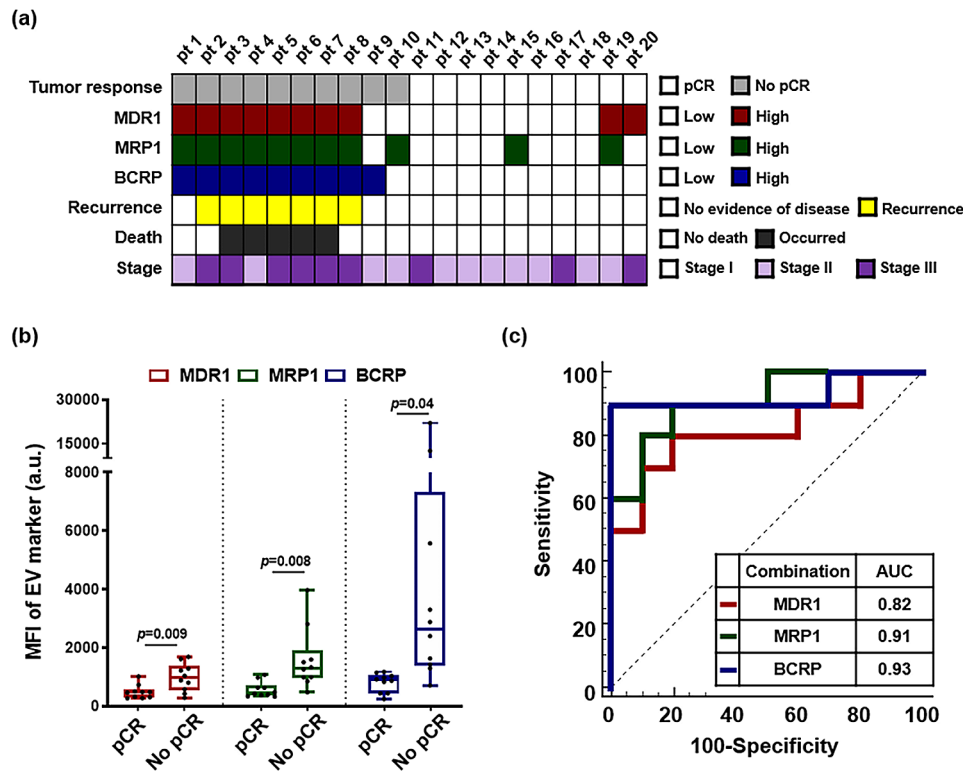 (a)
pt 1 pt 2 pt 3 pt 4 pt 5 pt 6 pt 7 pt 8 pt 9 pt 10 pt 11 pt 12 pt 13 pt 14 pt 15 pt 16 pt 17 pt 18 pt 19 pt 20
Tumor response pCR No pCR
MDR1 Low High
MRP1 Low High
BCRP Low High
Recurrence No evidence of disease Recurrence
Death No death Occurred
Stage Stage I Stage II Stage III
(b)
MDR1 MRP1 BCRP
MFI of EV marker (a.u.)
30000
15000
8000
6000
4000
2000
0
p=0.009
p=0.008
p=0.04
pCR No pCR pCR No pCR pCR No pCR
(c)
Sensitivity
100
80
60
40
20
0
Combination AUC
MDR1 0.82
MRP1 0.91
BCRP 0.93
0 20 40 60 80 100
100-Specificity